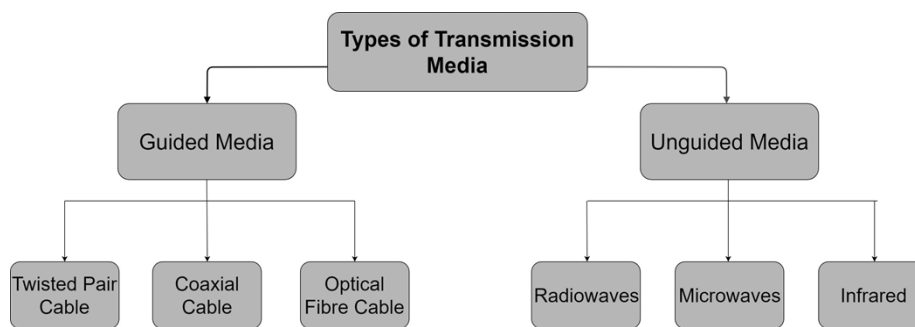 Types of Transmission
Media
Guided Media
Unguided Media
Twisted Pair
Cable
Coaxial
Cable
Optical
Fibre Cable
Radiowaves
Microwaves
Infrared